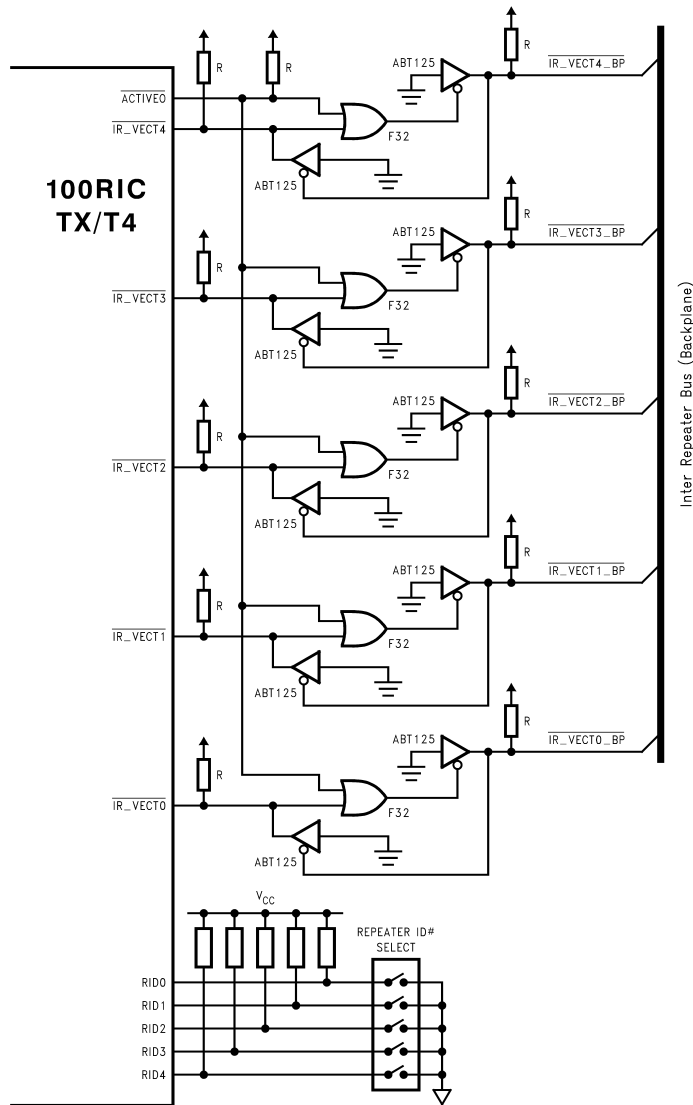 R
R
R
ABT125
IR_VECT4_BP
ACTIVE0
IR_VECT4
F32
ABT125
100RIC
TX/T4
R
R
ABT125
IR_VECT3_BP
IR_VECT3
F32
ABT125
R
R
ABT125
IR_VECT2_BP
IR_VECT2
F32
ABT125
R
R
ABT125
IR_VECT1_BP
IR_VECT1
F32
ABT125
R
R
ABT125
IR_VECT0_BP
IR_VECT0
F32
ABT125
Inter Repeater Bus (Backplane)
VCC
REPEATER ID#
SELECT
RID0
RID1
RID2
RID3
RID4